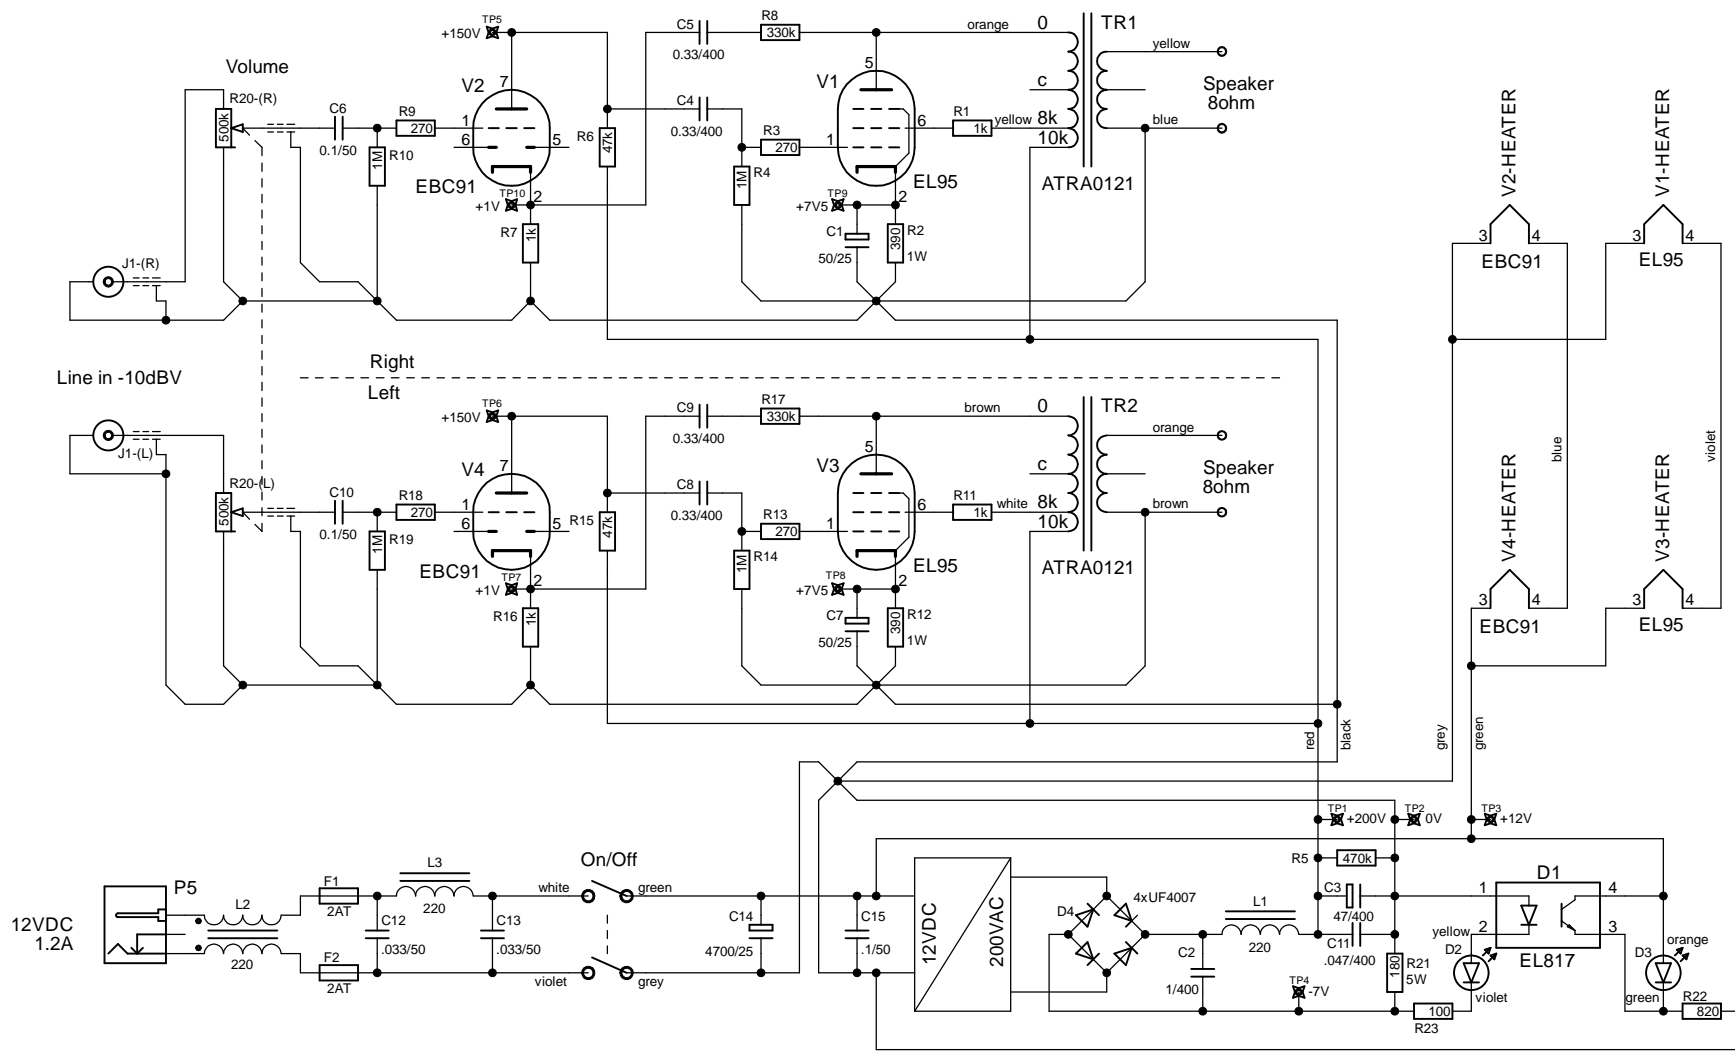 TP5
+150V
C5
0.33/400
R8
330k
orange
0
TR1
yellow
Volume
R20-(R)
500k
C6
0.1/50
R9
270
R10
1M
V2
7
1
6
5
EBC91
TP10
+1V
2
R7
1k
R6
47k
C4
0.33/400
R3
270
R4
1M
V1
5
1
6
EL95
TP9
+7V5
2
C1
50/25
R2
390
1W
R1
1k
yellow
c
8k
10k
ATRA0121
blue
Speaker
8ohm
J1-(R)
V2-HEATER
3
4
EBC91
V1-HEATER
3
4
EL95
Right
Left
Line in -10dBV
J1-(L)
R20-(L)
500k
TP6
+150V
C9
0.33/400
R17
330k
brown
0
TR2
orange
C10
0.1/50
R18
270
R19
1M
V4
7
1
6
5
EBC91
TP7
+1V
2
R16
1k
R15
47k
C8
0.33/400
R13
270
R14
1M
V3
5
1
6
EL95
TP8
+7V5
2
C7
50/25
R12
390
1W
R11
1k
white
c
8k
10k
ATRA0121
brown
Speaker
8ohm
blue
violet
V4-HEATER
3
4
EBC91
V3-HEATER
3
4
EL95
red
black
grey
green
TP1
+200V
TP2
0V
TP3
+12V
12VDC
1.2A
P5
L2
220
F1
2AT
F2
2AT
C12
.033/50
L3
220
C13
.033/50
On/Off
white
green
violet
grey
C14
4700/25
C15
.1/50
12VDC
200VAC
D4
4xUF4007
C2
1/400
L1
220
TP4
-7V
R5
470k
C3
47/400
C11
.047/400
R21
180
5W
R23
100
yellow
D2
violet
D1
1
2
4
3
EL817
orange
D3
green
R22
820